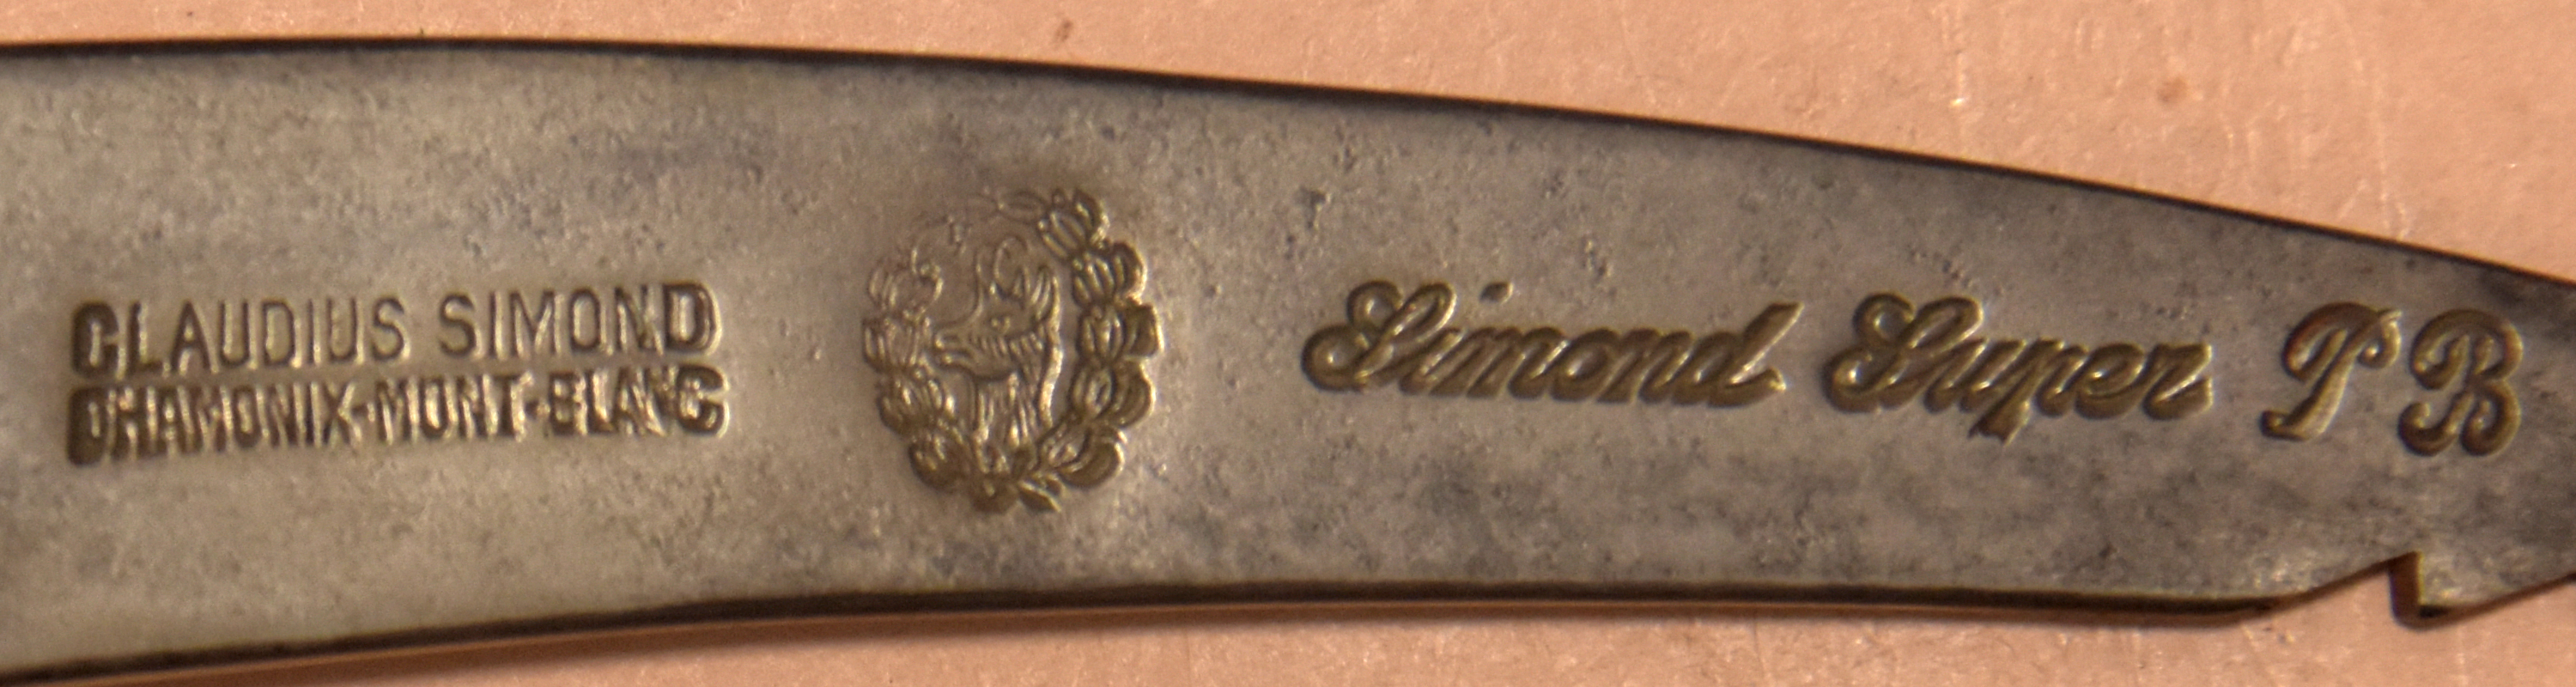 CLAUDIUS SIMOND
CHAMONIX-MONT-BLANC
Simond Super P B